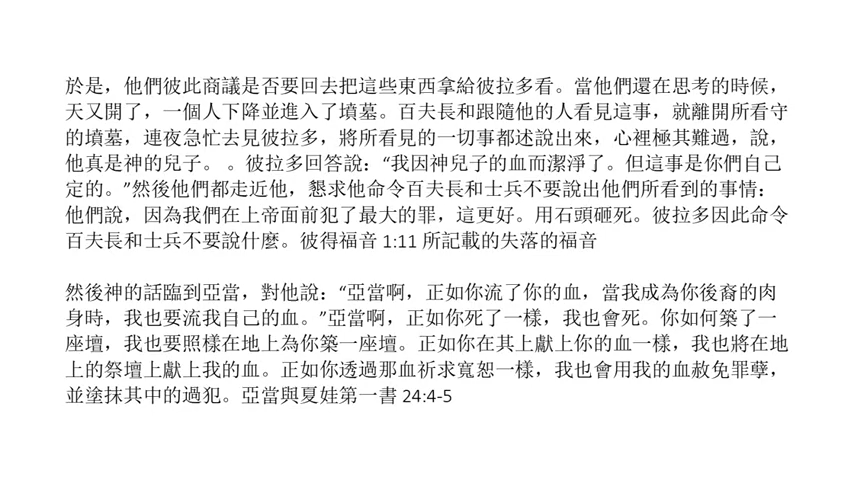 於是，他們彼此商議是否要回去把這些東西拿給彼拉多看。當他們還在思考的時候，
天又開了，一個人下降並進入了墳墓。百夫長和跟隨他的人看見這事，就離開所看守
的墳墓，連夜急忙去見彼拉多，將所看見的一切事都述說出來，心裡極其難過，說，
他真是神的兒子。 。彼拉多回答說：“我因神兒子的血而潔淨了。但這事是你們自己
定的。”然後他們都走近他，懇求他命令百夫長和士兵不要說出他們所看到的事情：
他們說，因為我們在上帝面前犯了最大的罪，這更好。用石頭砸死。彼拉多因此命令
百夫長和士兵不要說什麼。彼得福音 1:11 所記載的失落的福音
然後神的話臨到亞當，對他說：“亞當啊，正如你流了你的血，當我成為你後裔的肉
身時，我也要流我自己的血。”亞當啊，正如你死了一樣，我也會死。你如何築了一
座壇，我也要照樣在地上為你築一座壇。正如你在其上獻上你的血一樣，我也將在地
上的祭壇上獻上我的血。正如你透過那血祈求寬恕一樣，我也會用我的血赦免罪孽，
並塗抹其中的過犯。亞當與夏娃第一書 24:4-5